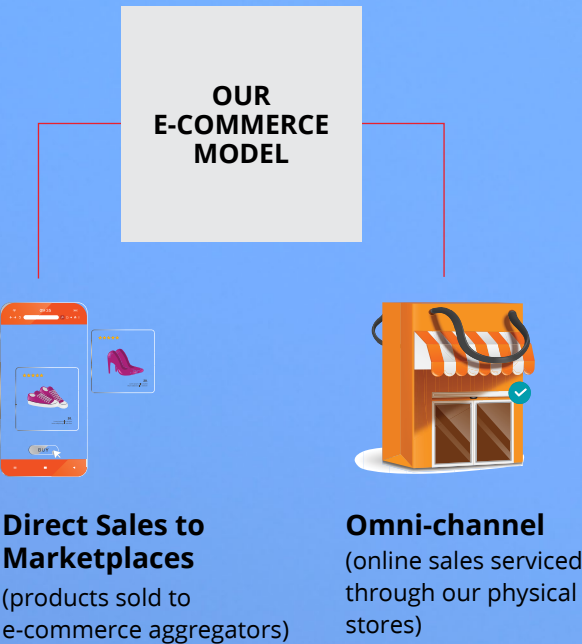 OUR
E-COMMERCE
MODEL
BUY
Direct Sales to
Marketplaces
(products sold to
e-commerce aggregators)
Omni-channel
(online sales serviced
through our physical
stores)